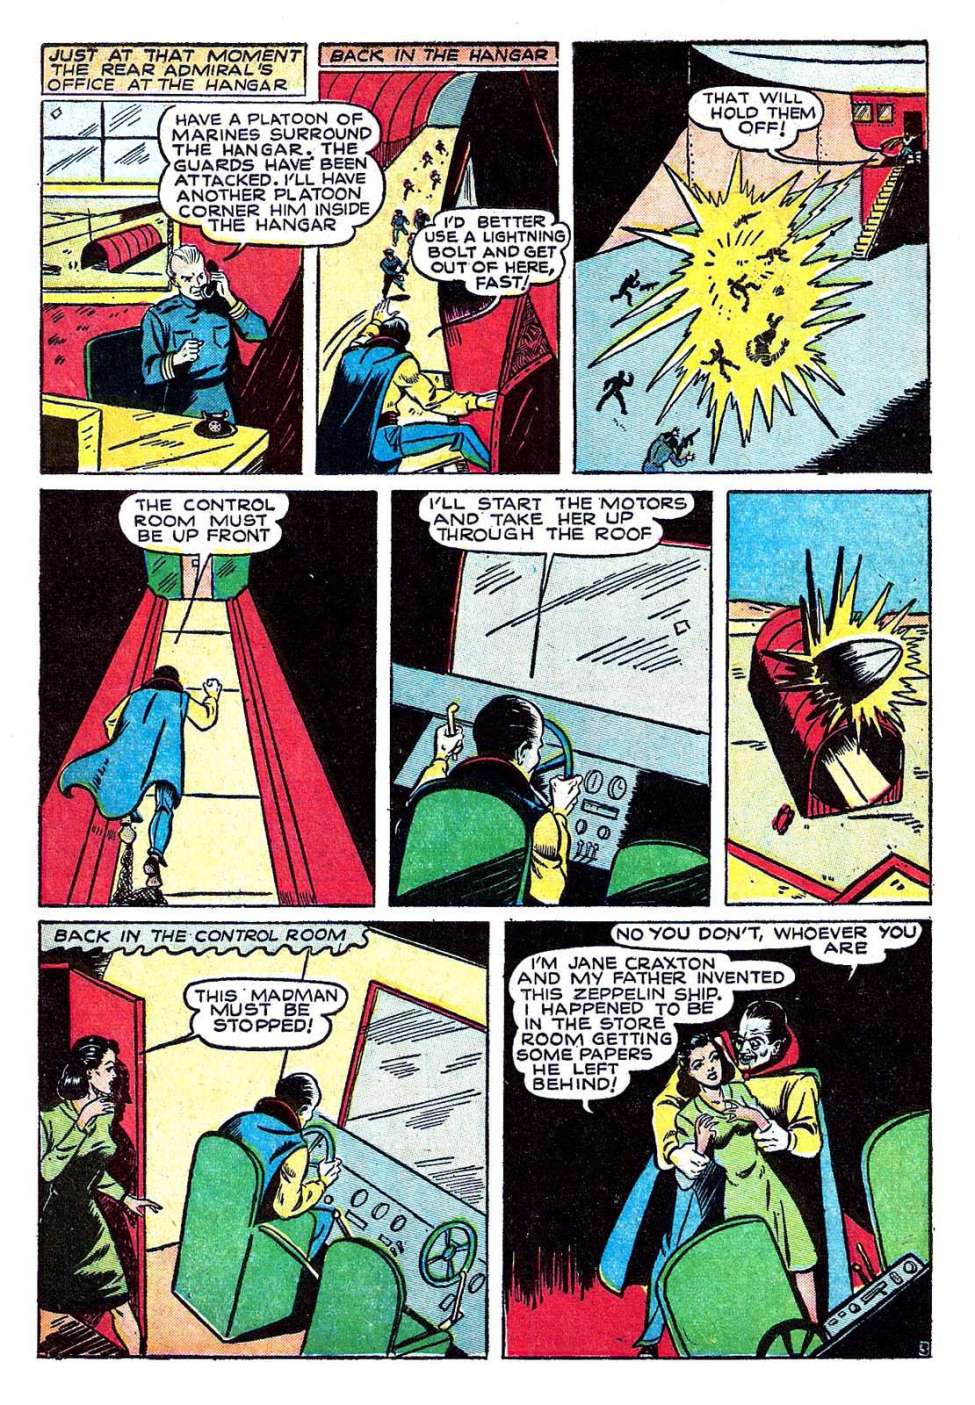 JUST AT THAT MOMENT
THE REAR ADMIRAL'S
OFFICE AT THE HANGAR
HAVE A PLATOON OF
MARINES SURROUND
THE HANGAR. THE
GUARDS HAVE BEEN
ATTACKED. I'LL HAVE
ANOTHER PLATOON
CORNER HIM INSIDE
THE HANGAR
BACK IN THE HANGAR
I'D BETTER
USE A LIGHTNING
BOLT AND GET
OUT OF HERE,
FAST!
THAT WILL
HOLD THEM
OFF!
THE CONTROL
ROOM MUST
BE UP FRONT
I'LL START THE MOTORS
AND TAKE HER UP
THROUGH THE ROOF
BACK IN THE CONTROL ROOM
THIS MADMAN
MUST BE
STOPPED!
NO YOU DON'T, WHOEVER YOU
ARE
I'M JANE CRAXTON
AND MY FATHER INVENTED
THIS ZEPPELIN SHIP.
I HAPPENED TO BE
IN THE STORE
ROOM GETTING
SOME PAPERS
HE LEFT
BEHIND!